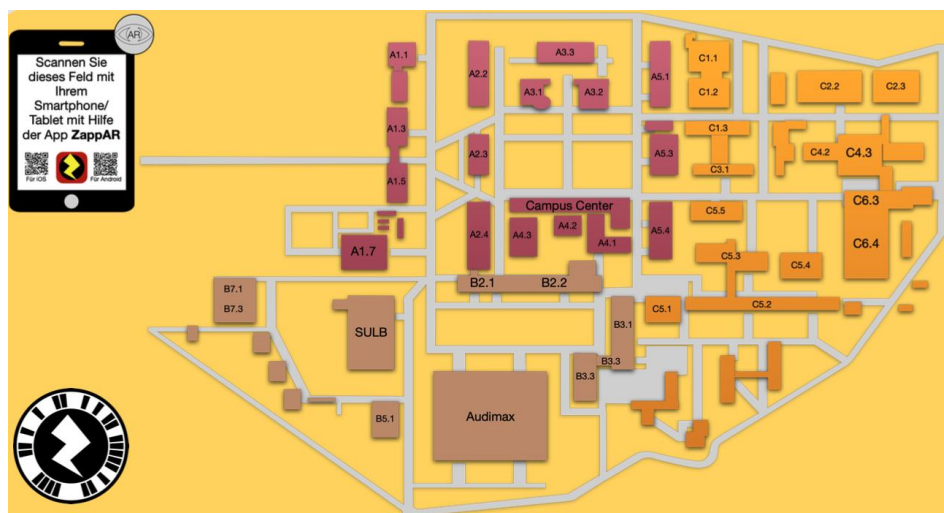 [AR]
Scannen Sie
dieses Feld mit
Ihrem
Smartphone/
Tablet mit Hilfe
der App ZappAR
Für iOS
Für Android
A1.1
A1.3
A1.5
A1.7
A2.2
A2.3
A2.4
A3.3
A3.1
A3.2
A5.1
A5.3
A5.4
Campus Center
A4.3
A4.2
A4.1
C1.1
C1.2
C1.3
C3.1
C2.2
C2.3
C4.2
C4.3
C6.3
C6.4
C5.5
C5.3
C5.4
C5.1
C5.2
B2.1
B2.2
B3.1
B3.3
B3.3
B7.1
B7.3
SULB
B5.1
Audimax